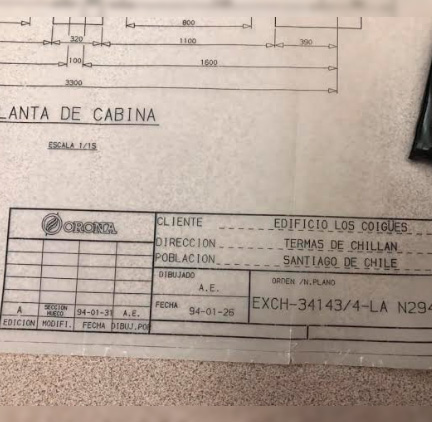 800
320 1100 390
100 1600
3300
LANTA DE CABINA
ESCALA 1/15
ORONA
CLIENTE EDIFICIO LOS COIGUES
DIRECCION TERMAS DE CHILLAN
POBLACION SANTIAGO DE CHILE
DIBUJADO
A.E.
ORDEN /N.PLANO
FECHA
94-01-26
EXCH-34143/4-LA N294
A SECCION HUECO 94-01-31 A.E.
EDICION MODIFI. FECHA DIBUJ.POR